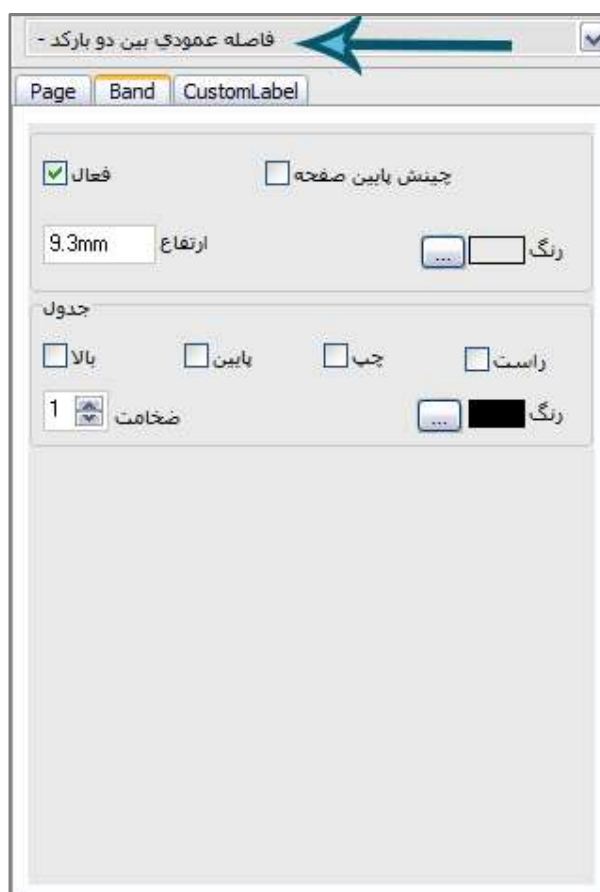 فاصله عمودي بين دو باركد -
Page Band CustomLabel
فعال چينش پايين صفحه
9.3mm ارتفاع ... رنگ
جدول
بالا پايين چپ راست
1 ضخامت ... رنگ